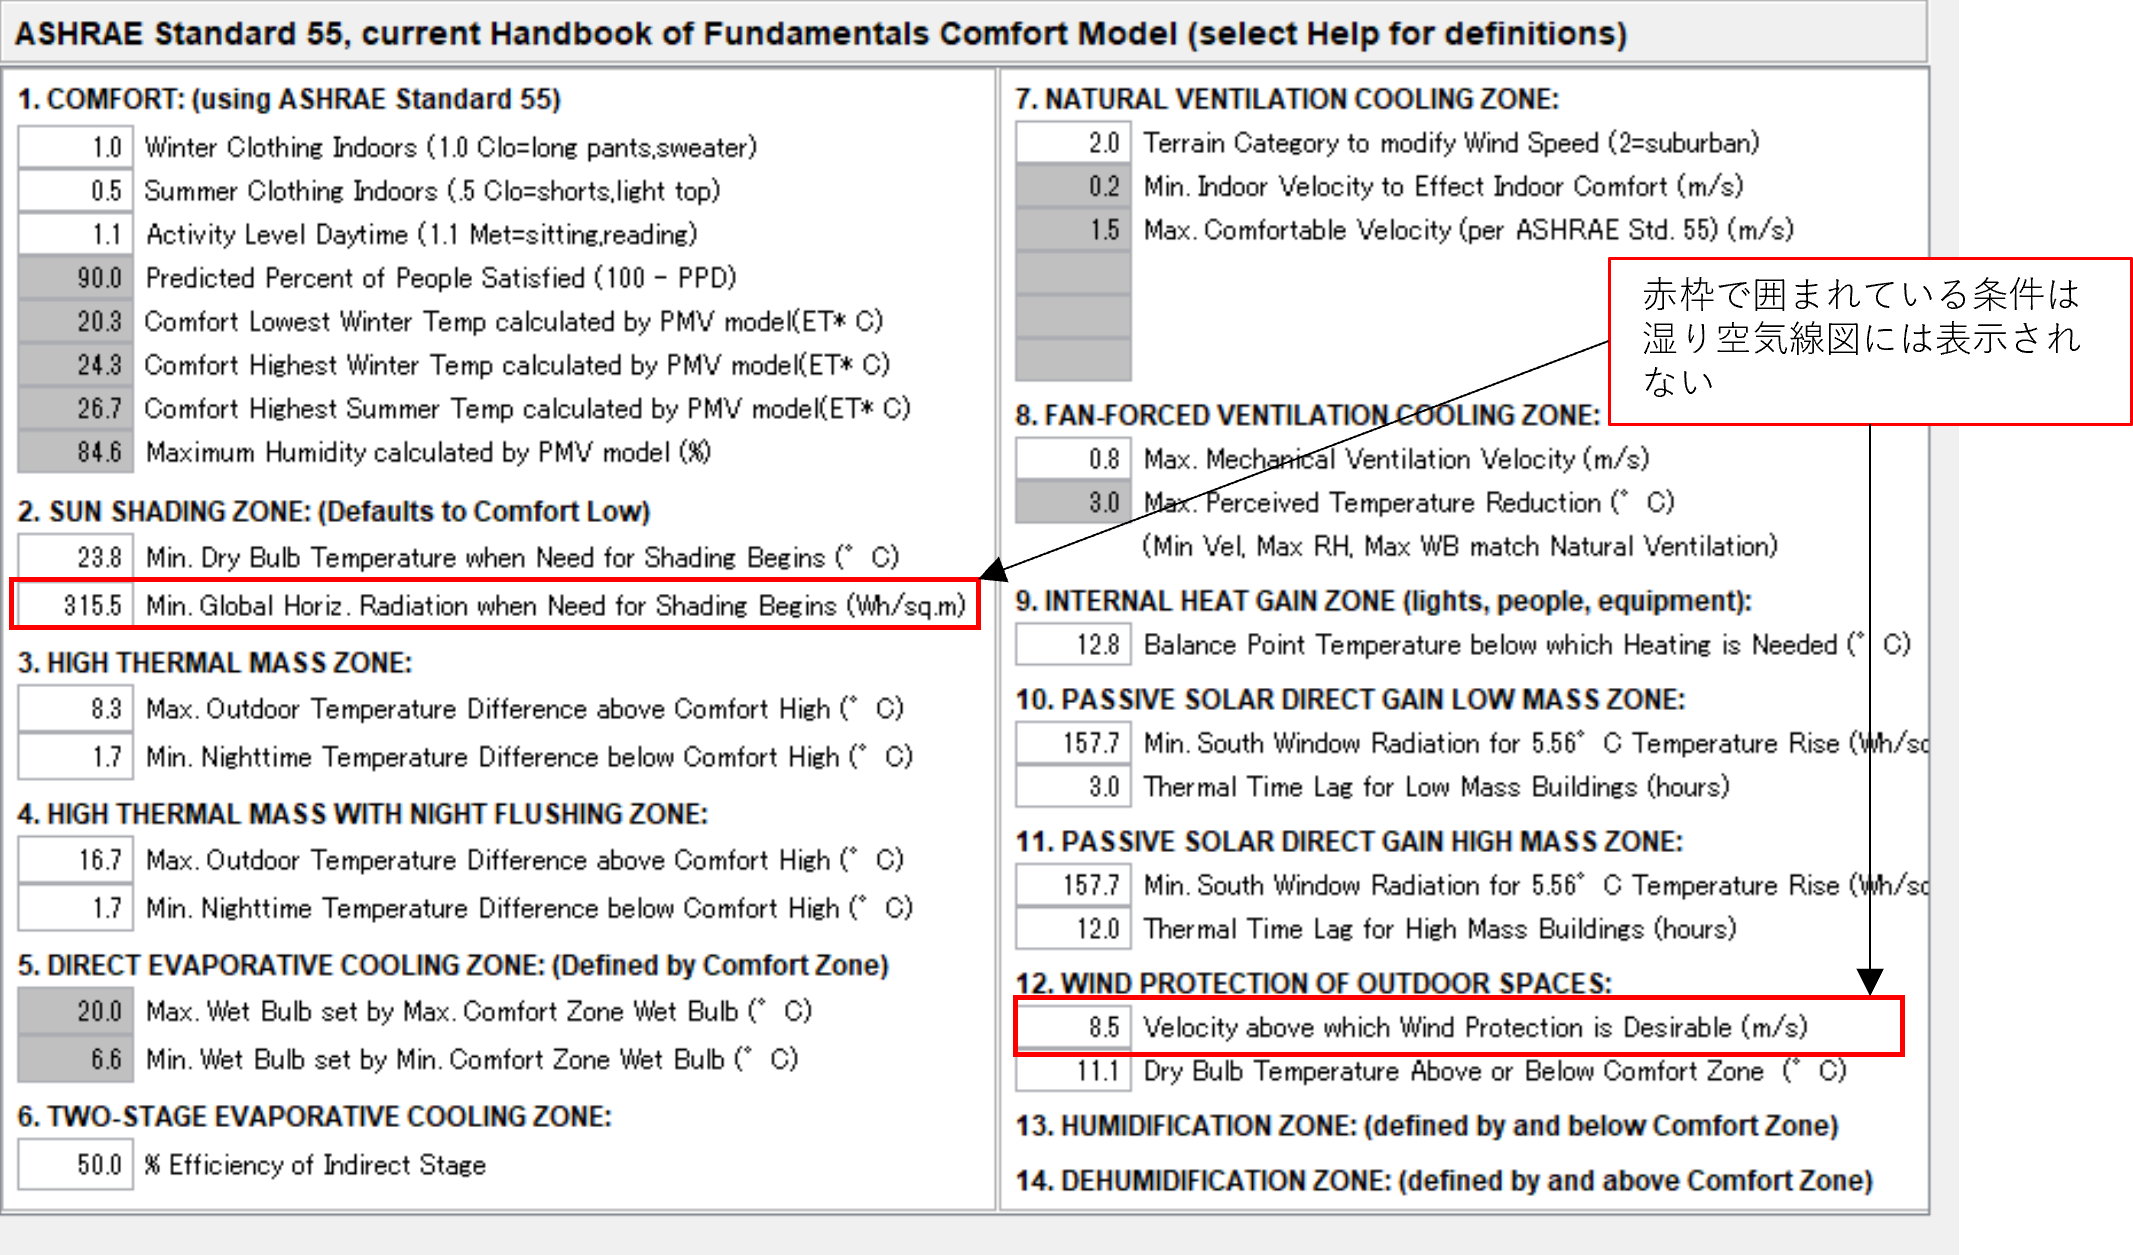 ASHRAE Standard 55, current Handbook of Fundamentals Comfort Model (select Help for definitions)
1. COMFORT: (using ASHRAE Standard 55)
1.0 Winter Clothing Indoors (1.0 Clo=long pants,sweater)
0.5 Summer Clothing Indoors (.5 Clo=shorts,light top)
1.1 Activity Level Daytime (1.1 Met=sitting,reading)
90.0 Predicted Percent of People Satisfied (100 - PPD)
20.3 Comfort Lowest Winter Temp calculated by PMV model(ET* C)
24.3 Comfort Highest Winter Temp calculated by PMV model(ET* C)
26.7 Comfort Highest Summer Temp calculated by PMV model(ET* C)
84.6 Maximum Humidity calculated by PMV model (%)
2. SUN SHADING ZONE: (Defaults to Comfort Low)
23.8 Min. Dry Bulb Temperature when Need for Shading Begins (° C)
315.5 Min. Global Horiz. Radiation when Need for Shading Begins (Wh/sq.m)
3. HIGH THERMAL MASS ZONE:
8.3 Max. Outdoor Temperature Difference above Comfort High (° C)
1.7 Min. Nighttime Temperature Difference below Comfort High (° C)
4. HIGH THERMAL MASS WITH NIGHT FLUSHING ZONE:
16.7 Max. Outdoor Temperature Difference above Comfort High (° C)
1.7 Min. Nighttime Temperature Difference below Comfort High (° C)
5. DIRECT EVAPORATIVE COOLING ZONE: (Defined by Comfort Zone)
20.0 Max. Wet Bulb set by Max. Comfort Zone Wet Bulb (° C)
6.6 Min. Wet Bulb set by Min. Comfort Zone Wet Bulb (° C)
6. TWO-STAGE EVAPORATIVE COOLING ZONE:
50.0 % Efficiency of Indirect Stage
7. NATURAL VENTILATION COOLING ZONE:
2.0 Terrain Category to modify Wind Speed (2=suburban)
0.2 Min. Indoor Velocity to Effect Indoor Comfort (m/s)
1.5 Max. Comfortable Velocity (per ASHRAE Std. 55) (m/s)
赤枠で囲まれている条件は
湿り空気線図には表示され
ない
8. FAN-FORCED VENTILATION COOLING ZONE:
0.8 Max. Mechanical Ventilation Velocity (m/s)
3.0 Max. Perceived Temperature Reduction (° C)
(Min Vel, Max RH, Max WB match Natural Ventilation)
9. INTERNAL HEAT GAIN ZONE (lights, people, equipment):
12.8 Balance Point Temperature below which Heating is Needed (° C)
10. PASSIVE SOLAR DIRECT GAIN LOW MASS ZONE:
157.7 Min. South Window Radiation for 5.56° C Temperature Rise (Wh/sq
3.0 Thermal Time Lag for Low Mass Buildings (hours)
11. PASSIVE SOLAR DIRECT GAIN HIGH MASS ZONE:
157.7 Min. South Window Radiation for 5.56° C Temperature Rise (Wh/sq
12.0 Thermal Time Lag for High Mass Buildings (hours)
12. WIND PROTECTION OF OUTDOOR SPACES:
8.5 Velocity above which Wind Protection is Desirable (m/s)
11.1 Dry Bulb Temperature Above or Below Comfort Zone (° C)
13. HUMIDIFICATION ZONE: (defined by and below Comfort Zone)
14. DEHUMIDIFICATION ZONE: (defined by and above Comfort Zone)